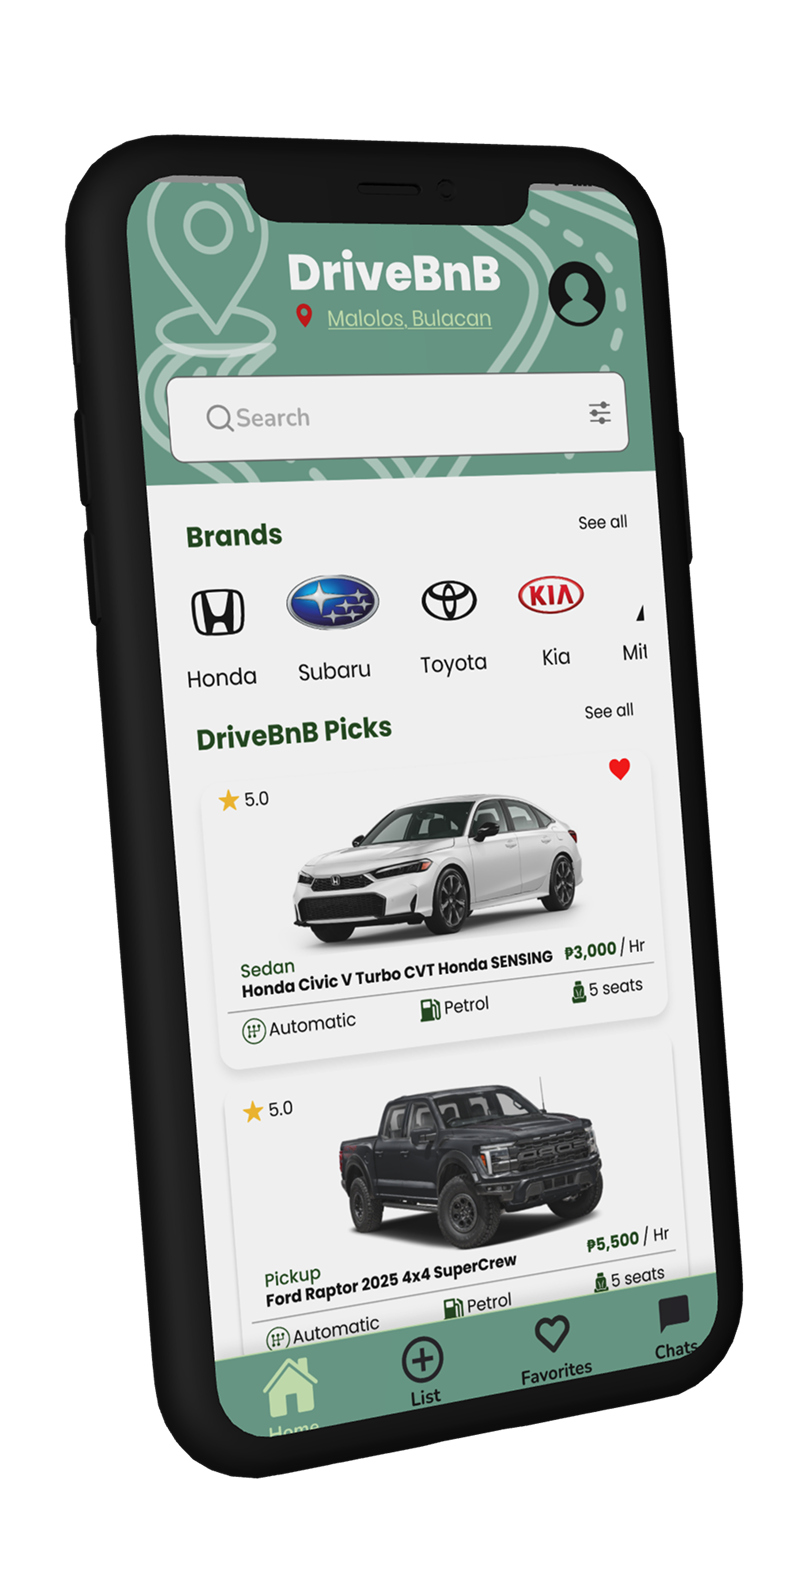 DriveBnB
Malolos, Bulacan
Search
Brands
See all
KIA
Honda
Subaru
Toyota
Kia
Mit
DriveBnB Picks
See all
5.0
Sedan
Honda Civic V Turbo CVT Honda SENSING
₱3,000 / Hr
Automatic
Petrol
5 seats
5.0
Pickup
Ford Raptor 2025 4x4 SuperCrew
₱5,500 / Hr
Automatic
Petrol
5 seats
Home
List
Favorites
Chats